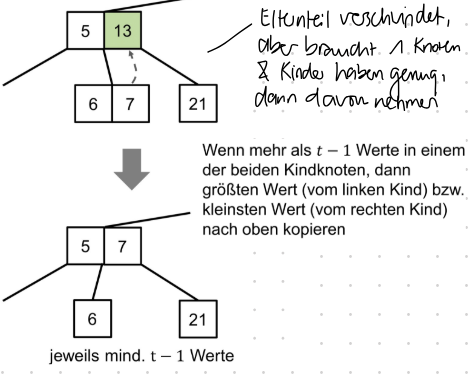 5 13
Elternteil verschwindet,
aber braucht 1 Knoten
& Kinder haben genug,
dann davon nehmen
6 7
21
Wenn mehr als t − 1 Werte in einem
der beiden Kindknoten, dann
größten Wert (vom linken Kind) bzw.
kleinsten Wert (vom rechten Kind)
nach oben kopieren
5 7
6
21
jeweils mind. t − 1 Werte